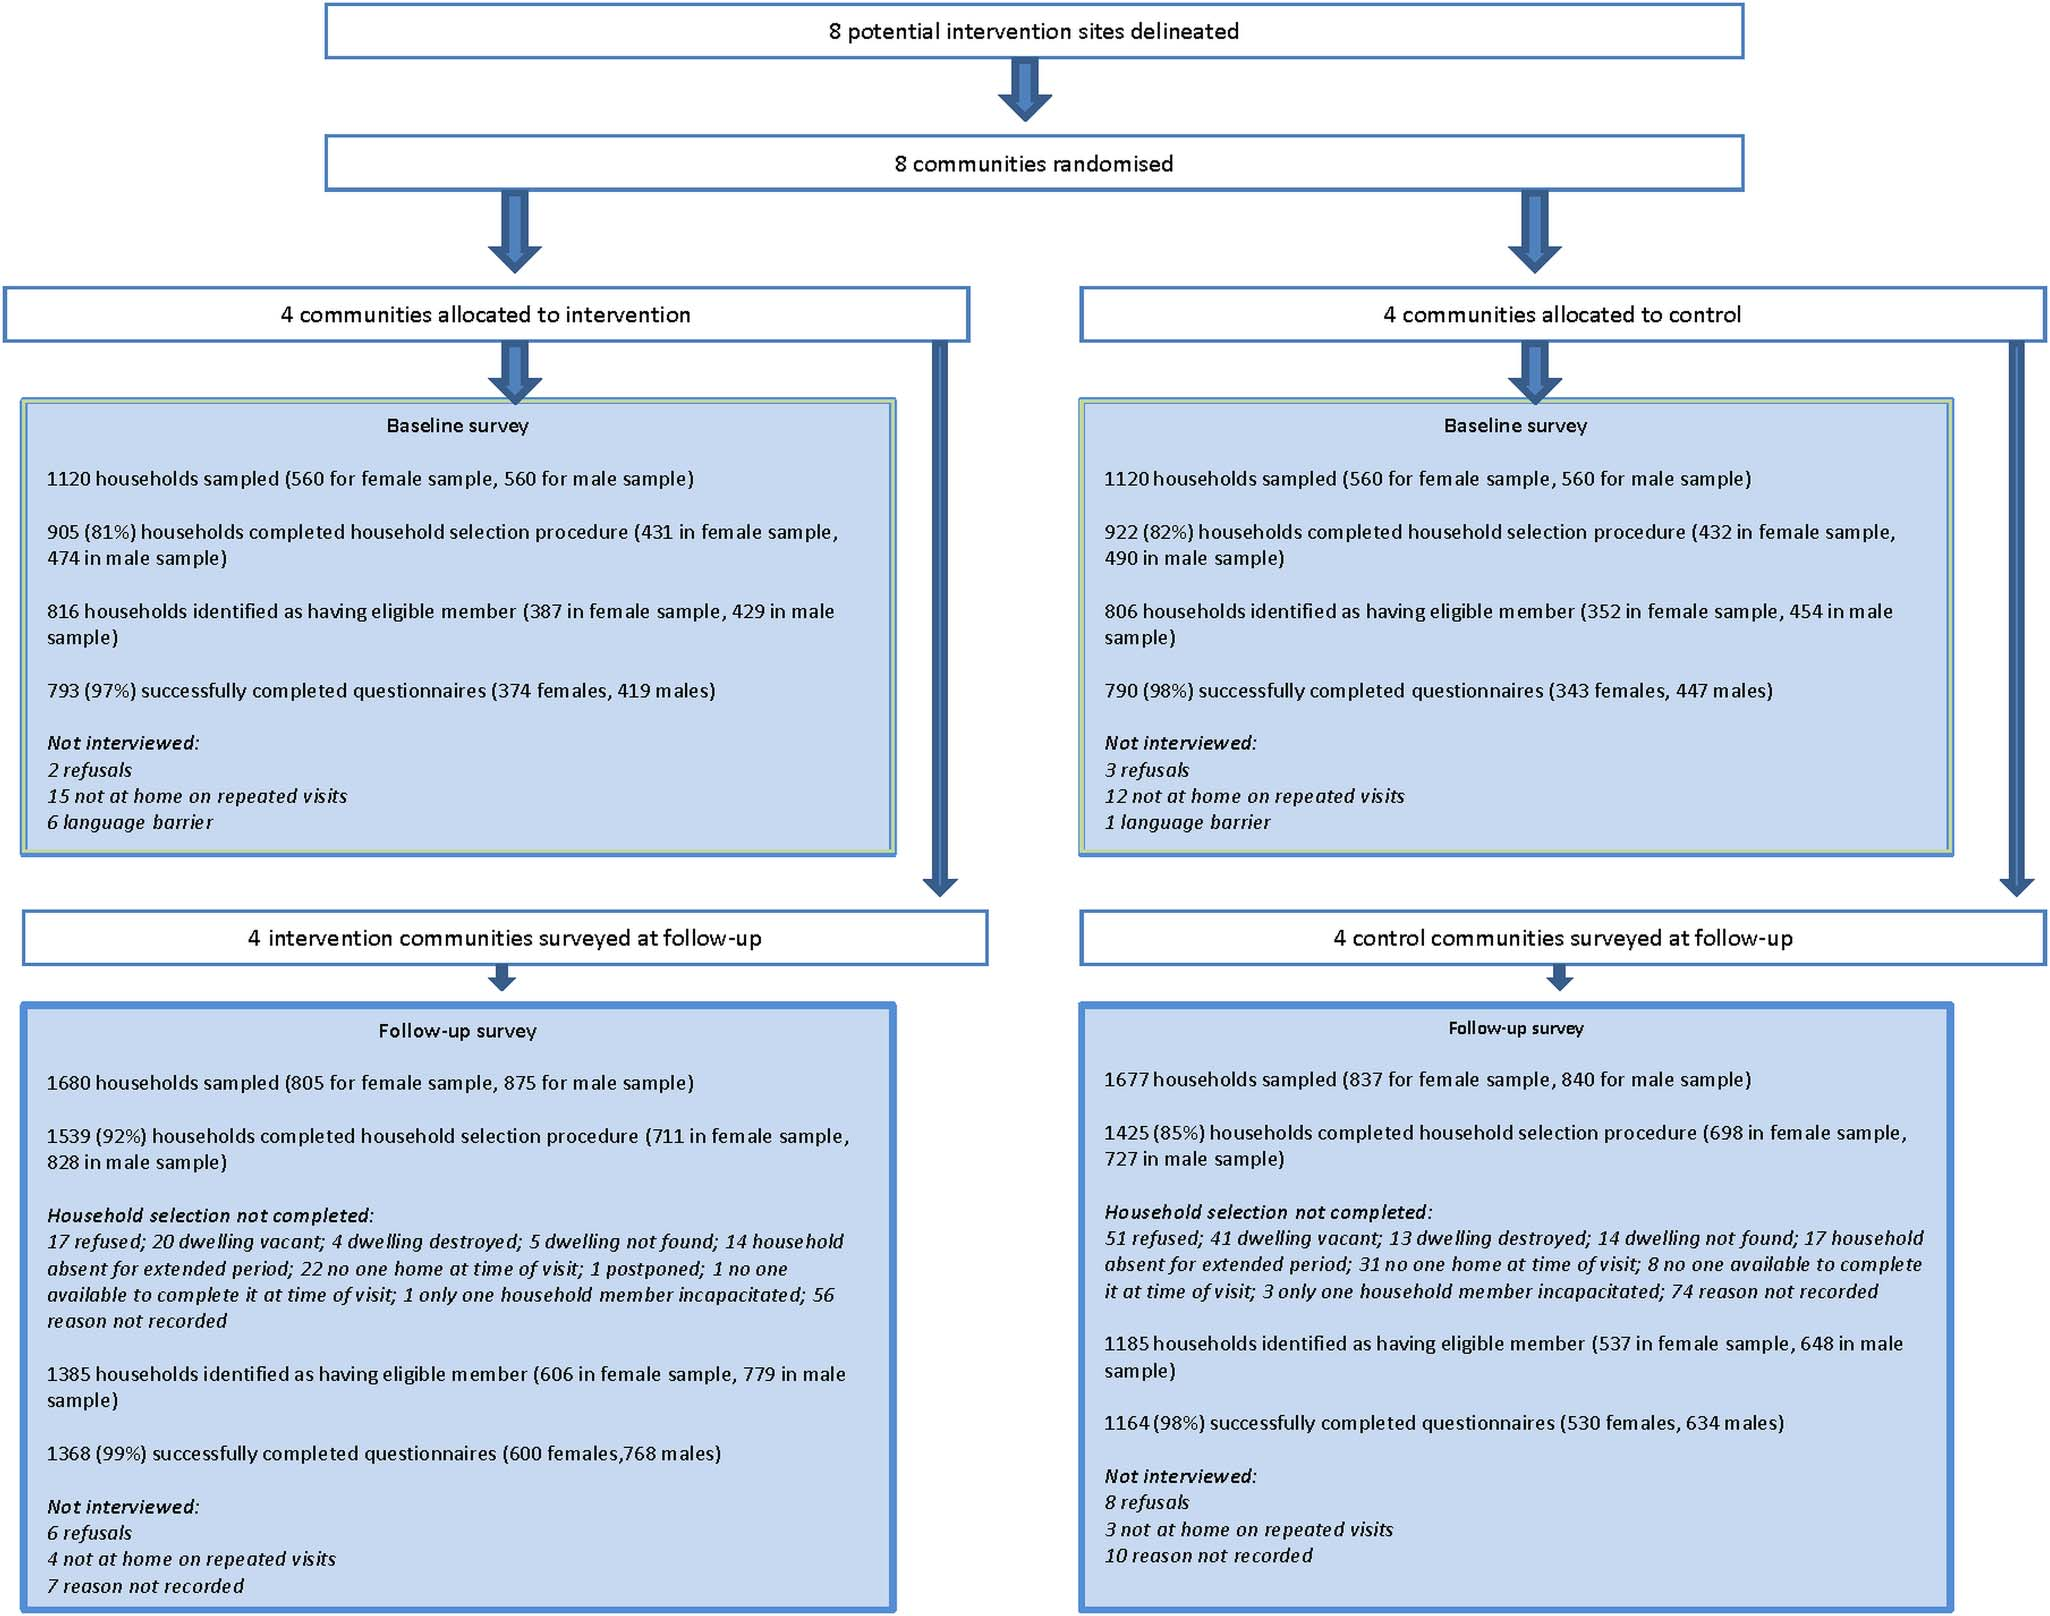 8 potential intervention sites delineated
8 communities randomised
4 communities allocated to intervention
4 communities allocated to control
Baseline survey
1120 households sampled (560 for female sample, 560 for male sample)
905 (81%) households completed household selection procedure (431 in female sample,
474 in male sample)
816 households identified as having eligible member (387 in female sample, 429 in male
sample)
793 (97%) successfully completed questionnaires (374 females, 419 males)
Not interviewed:
2 refusals
15 not at home on repeated visits
6 language barrier
Baseline survey
1120 households sampled (560 for female sample, 560 for male sample)
922 (82%) households completed household selection procedure (432 in female sample,
490 in male sample)
806 households identified as having eligible member (352 in female sample, 454 in male
sample)
790 (98%) successfully completed questionnaires (343 females, 447 males)
Not interviewed:
3 refusals
12 not at home on repeated visits
1 language barrier
4 intervention communities surveyed at follow-up
4 control communities surveyed at follow-up
Follow-up survey
1680 households sampled (805 for female sample, 875 for male sample)
1539 (92%) households completed household selection procedure (711 in female sample,
828 in male sample)
Household selection not completed:
17 refused; 20 dwelling vacant; 4 dwelling destroyed; 5 dwelling not found; 14 household
absent for extended period; 22 no one home at time of visit; 1 postponed; 1 no one
available to complete it at time of visit; 1 only one household member incapacitated; 56
reason not recorded
1385 households identified as having eligible member (606 in female sample, 779 in male
sample)
1368 (99%) successfully completed questionnaires (600 females,768 males)
Not interviewed:
6 refusals
4 not at home on repeated visits
7 reason not recorded
Follow-up survey
1677 households sampled (837 for female sample, 840 for male sample)
1425 (85%) households completed household selection procedure (698 in female sample,
727 in male sample)
Household selection not completed:
51 refused; 41 dwelling vacant; 13 dwelling destroyed; 14 dwelling not found; 17 household
absent for extended period; 31 no one home at time of visit; 8 no one available to complete
it at time of visit; 3 only one household member incapacitated; 74 reason not recorded
1185 households identified as having eligible member (537 in female sample, 648 in male
sample)
1164 (98%) successfully completed questionnaires (530 females, 634 males)
Not interviewed:
8 refusals
3 not at home on repeated visits
10 reason not recorded